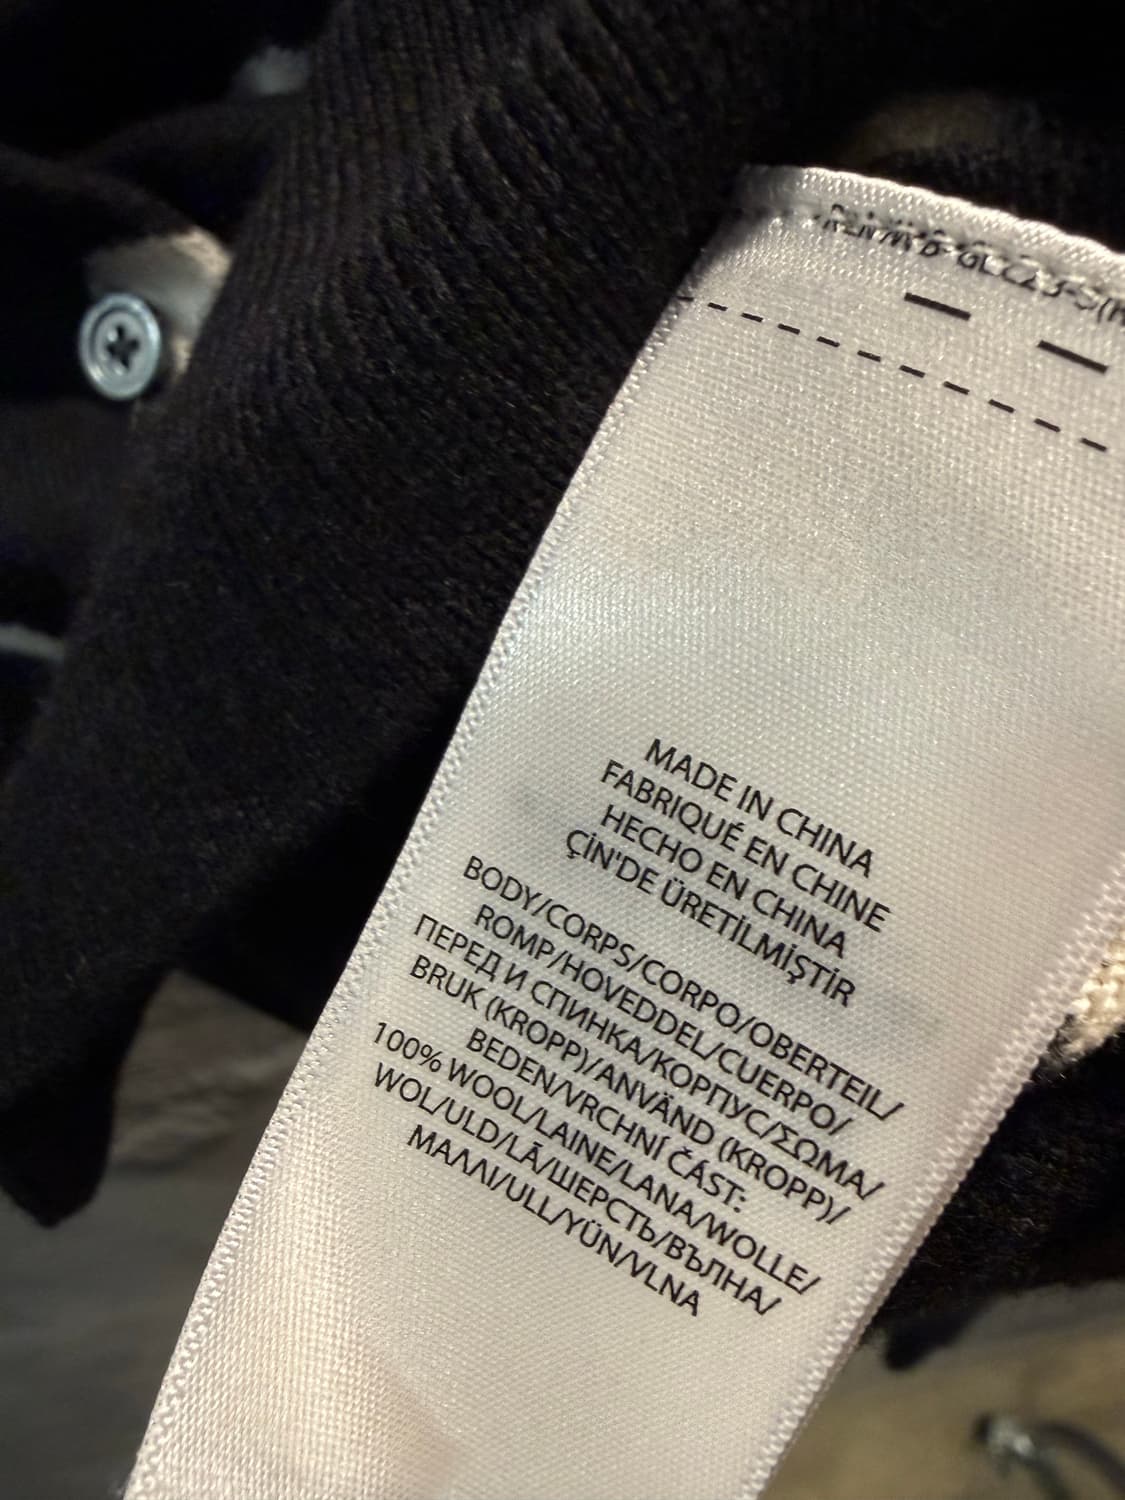 MADE IN CHINA
FABRIQUÉ EN CHINE
HECHO EN CHINA
ÇİN'DE ÜRETİLMİŞTİR
BODY/CORPS/CORPO/OBERTEIL/
ROMP/HOVEDDEL/CUERPO/
ПЕРЕД И СПИНКА/КОРПУС/ΣΩΜΑ/
BRUK (KROPP)/ANVÄND (KROPP)/
BEDEN/VRCHNÍ ČÁST:
100% WOOL/LAINE/LANA/WOLLE/
WOL/ULD/LÃ/ШЕРСТЬ/ВЪЛНА/
ΜΑΛΛΙ/ULL/YÜN/VLNA